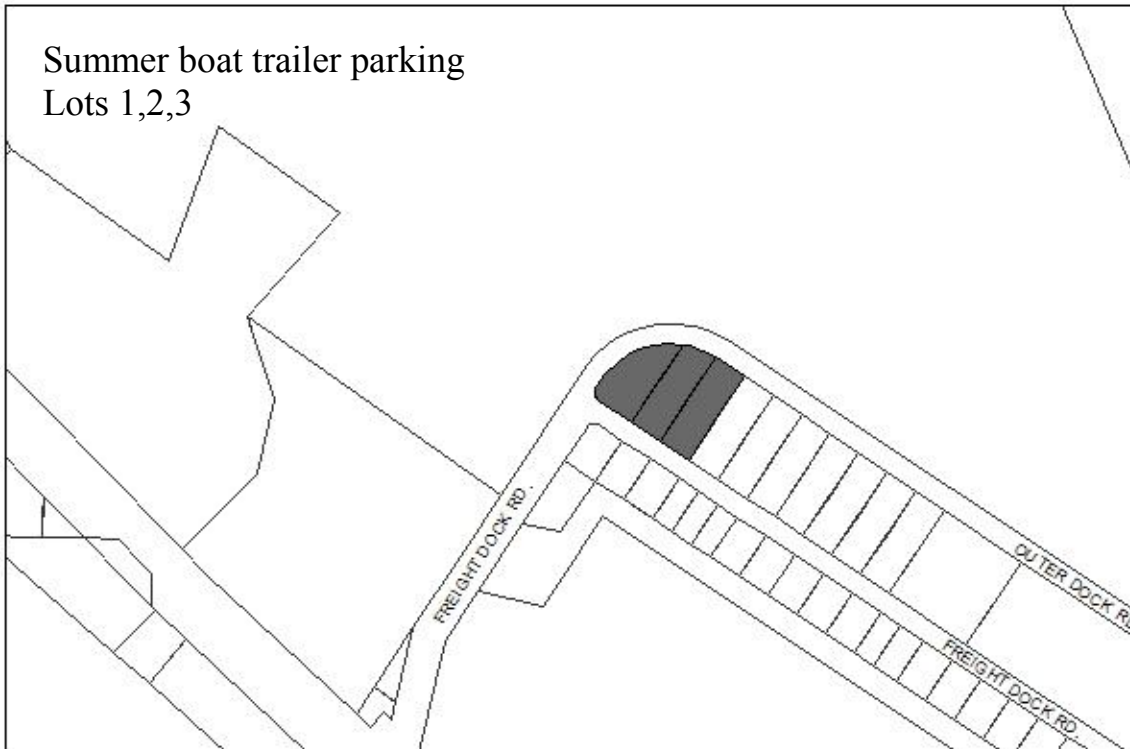 Summer boat trailer parking
Lots 1,2,3
FREIGHT DOCK RD.
OUTER DOCK RD
FREIGHT DOCK RD.